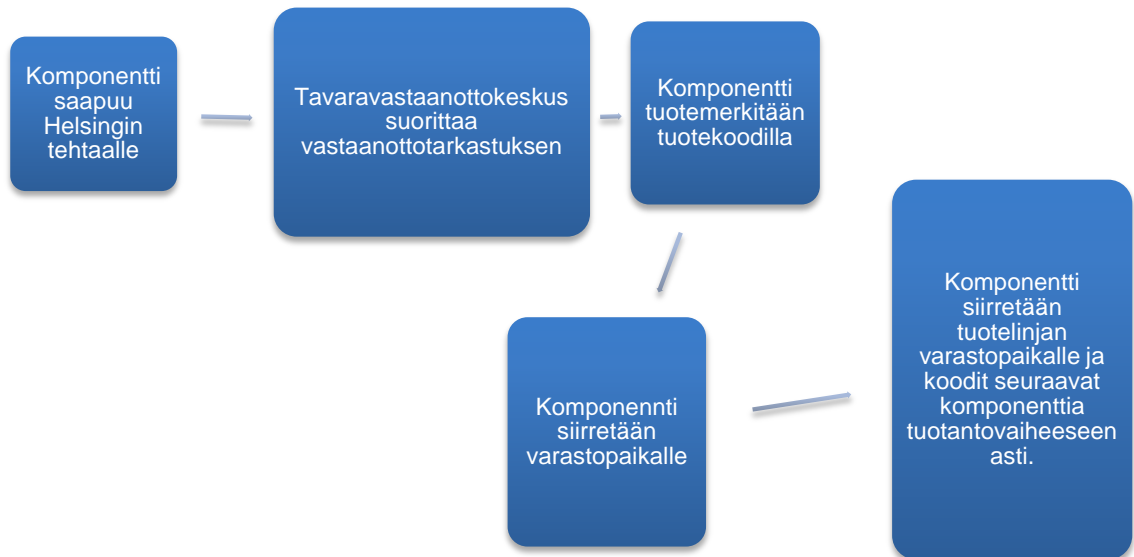 Komponentti
saapuu
Helsingin
tehtaalle
Tavaravastaanottokeskus
suorittaa
vastaanottotarkastuksen
Komponentti
tuotemerkitään
tuotekoodilla
Komponennti
siirretään
varastopaikalle
Komponentti
siirretään
tuotelinjan
varastopaikalle ja
koodit seuraavat
komponenttia
tuotantovaiheeseen
asti.